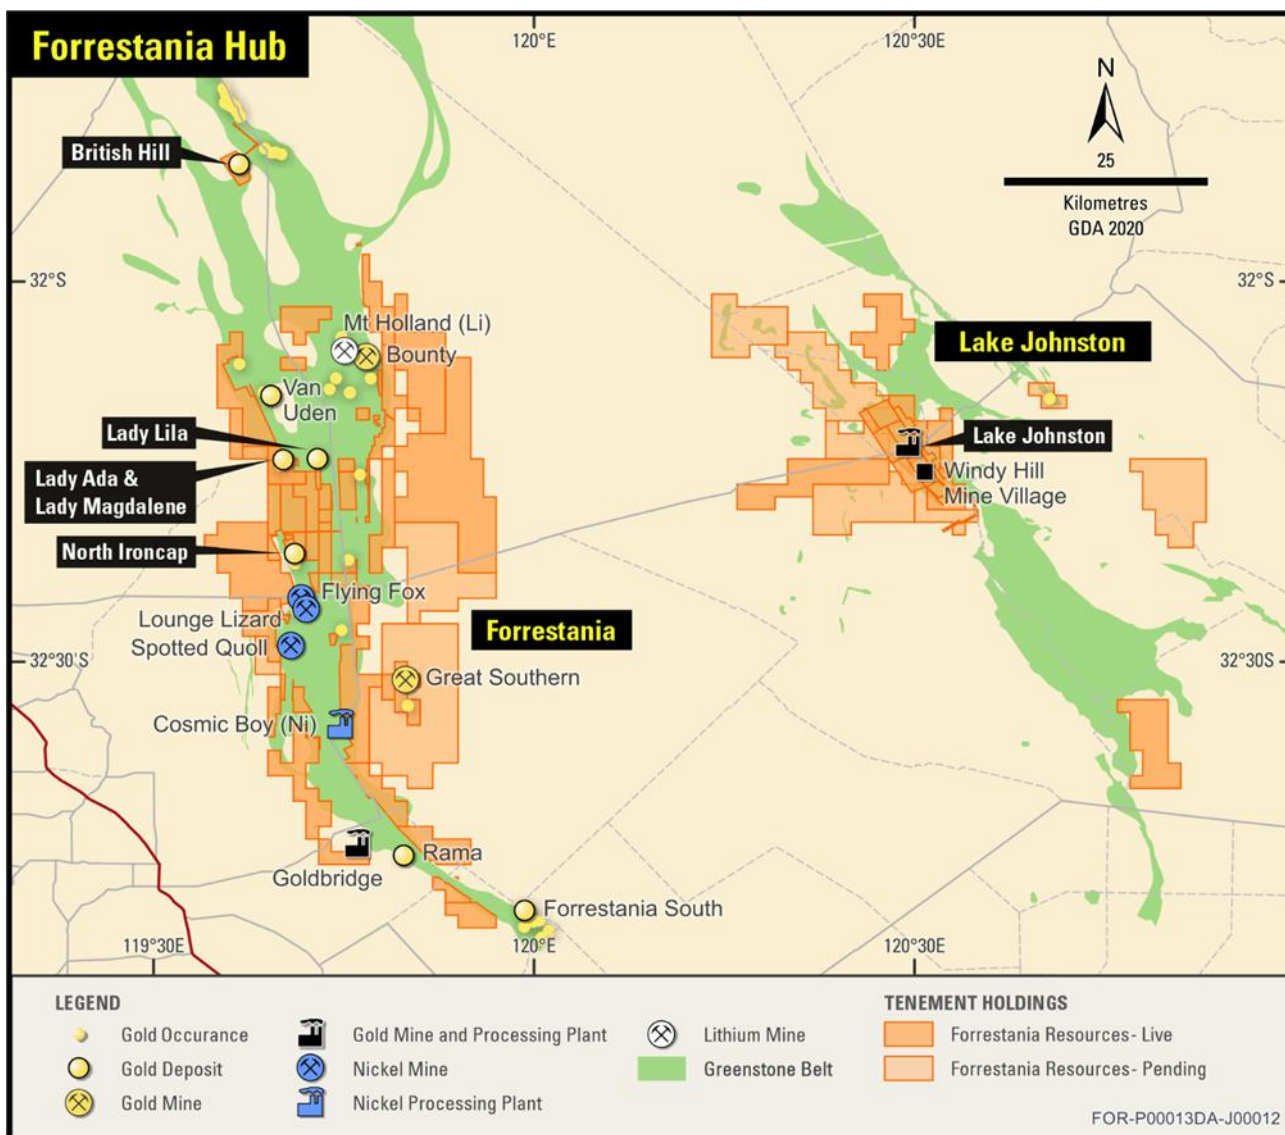 Forrestania Hub
120°E
120°30E
N
25
Kilometres
GDA 2020
British Hill
32°S
32°S
Mt Holland (Li)
Bounty
Van
Uden
Lake Johnston
Lady Lila
Lake Johnston
Lady Ada &
Lady Magdalene
Windy Hill
Mine Village
North Ironcap
Flying Fox
Lounge Lizard
Spotted Quoll
Forrestania
32°30S
32°30'S
Great Southern
Cosmic Boy (Ni)
Rama
Goldbridge
Forrestania South
119°30E
120°E
120°30E
LEGEND
Gold Occurance
Gold Deposit
Gold Mine
Gold Mine and Processing Plant
Nickel Mine
Nickel Processing Plant
Lithium Mine
Greenstone Belt
TENEMENT HOLDINGS
Forrestania Resources- Live
Forrestania Resources- Pending
FOR-P00013DA-J00012